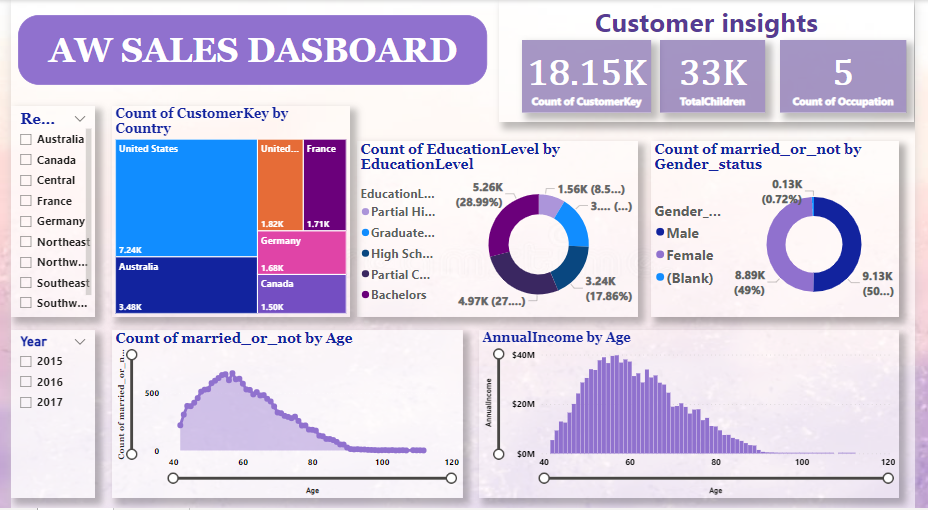 AW SALES DASBOARD
Customer insights
18.15K
Count of CustomerKey
33K
TotalChildren
5
Count of Occupation
Re...
Australia
Canada
Central
France
Germany
Northeast
Northw...
Southeast
Southw...
Count of CustomerKey by
Country
United States
7.24K
Australia
3.48K
United...
1.82K
France
1.71K
Germany
1.68K
Canada
1.50K
Count of EducationLevel by
EducationLevel
EducationL...
Partial Hi...
Graduate...
High Sch...
Partial C...
Bachelors
5.26K
(28.99%)
1.56K (8.5...)
3.... (...)
3.24K
(17.86%)
4.97K (27....)
Count of married_or_not by
Gender_status
Gender_...
Male
Female
(Blank)
0.13K
(0.72%)
8.89K
(49%)
9.13K
(50...)
Year
2015
2016
2017
Count of married_or_not by Age
Count of married_or_n...
500
0
40
60
80
100
120
Age
AnnualIncome by Age
AnnualIncome
$40M
$20M
$0M
40
60
80
100
120
Age